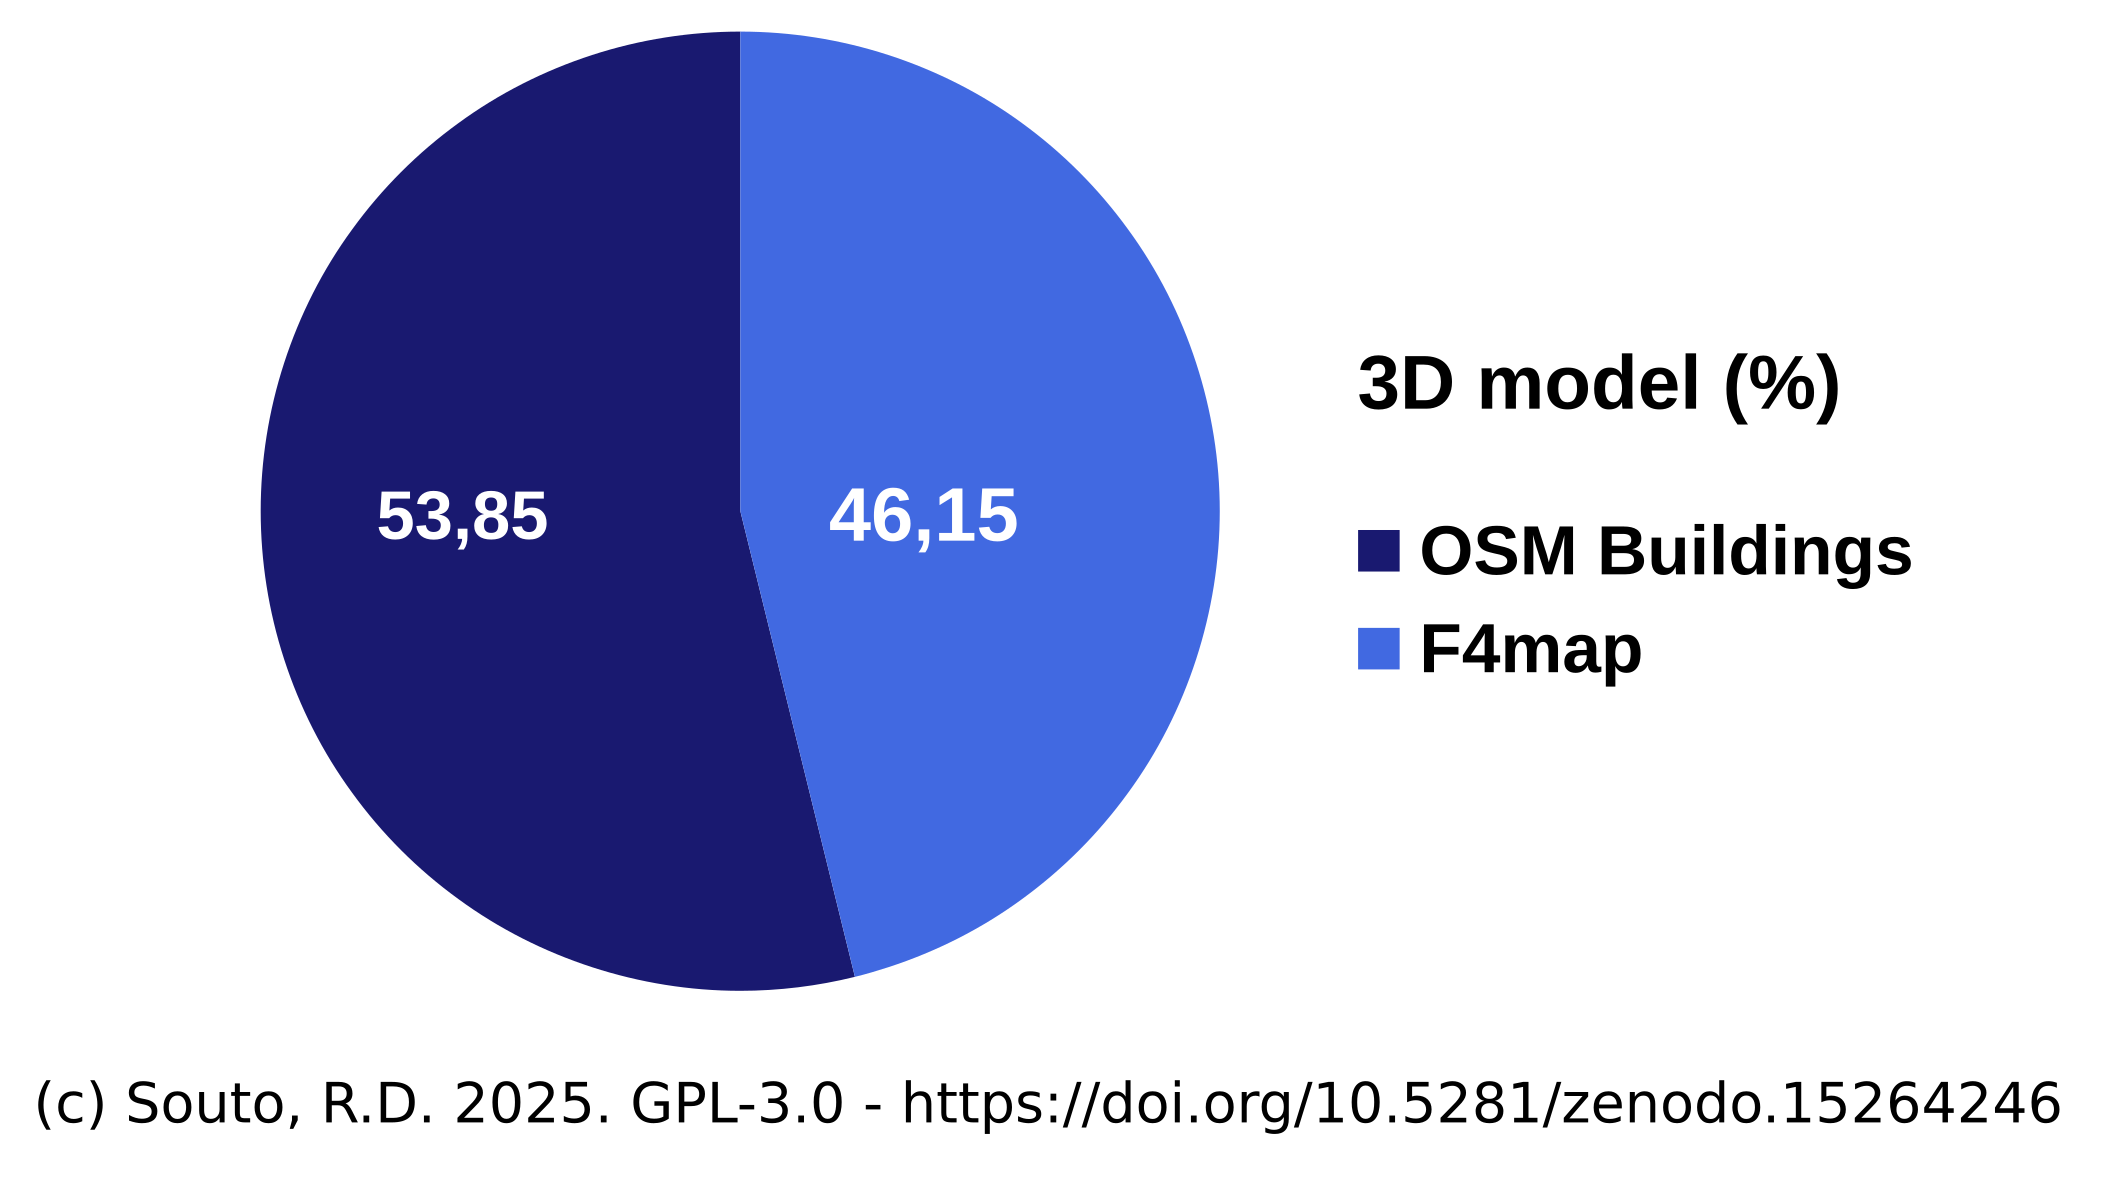 53,85
46,15
3D model (%)
OSM Buildings
F4map
(c) Souto, R.D. 2025. GPL-3.0 - https://doi.org/10.5281/zenodo.15264246